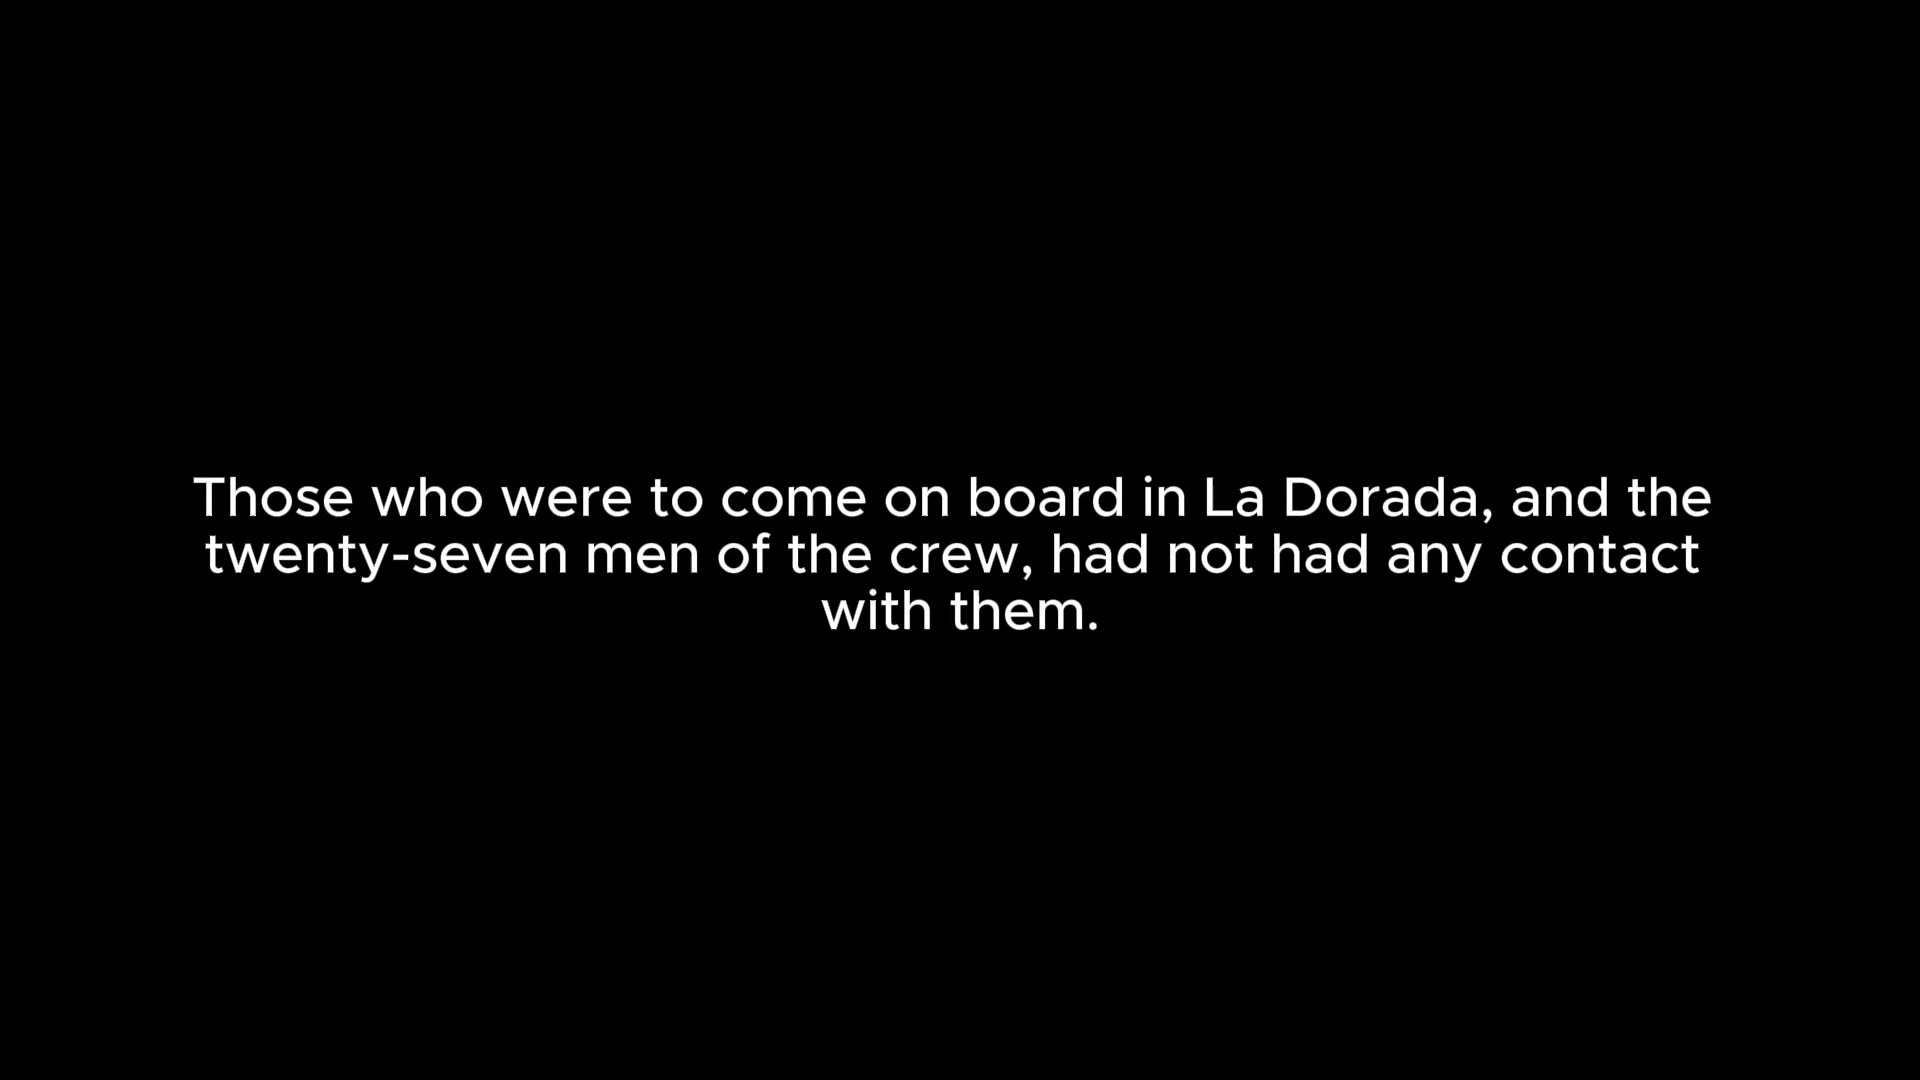 Those who were to come on board in La Dorada, and the
twenty-seven men of the crew, had not had any contact
with them.